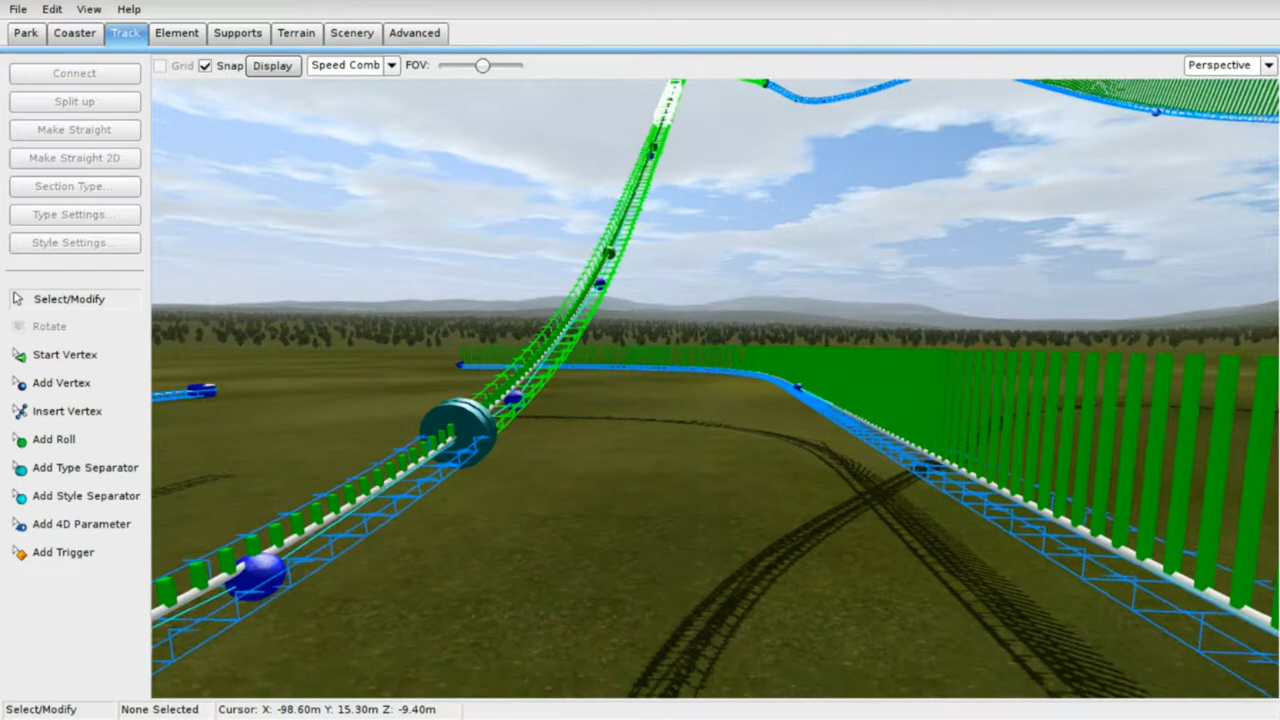 File Edit View Help
Park Coaster Track Element Supports Terrain Scenery Advanced
Grid Snap Display Speed Comb FOV: Perspective
Connect
Split up
Make Straight
Make Straight 2D
Section Type...
Type Settings...
Style Settings...
Select/Modify
Rotate
Start Vertex
Add Vertex
Insert Vertex
Add Roll
Add Type Separator
Add Style Separator
Add 4D Parameter
Add Trigger
Select/Modify None Selected Cursor: X: -98.60m Y: 15.30m Z: -9.40m